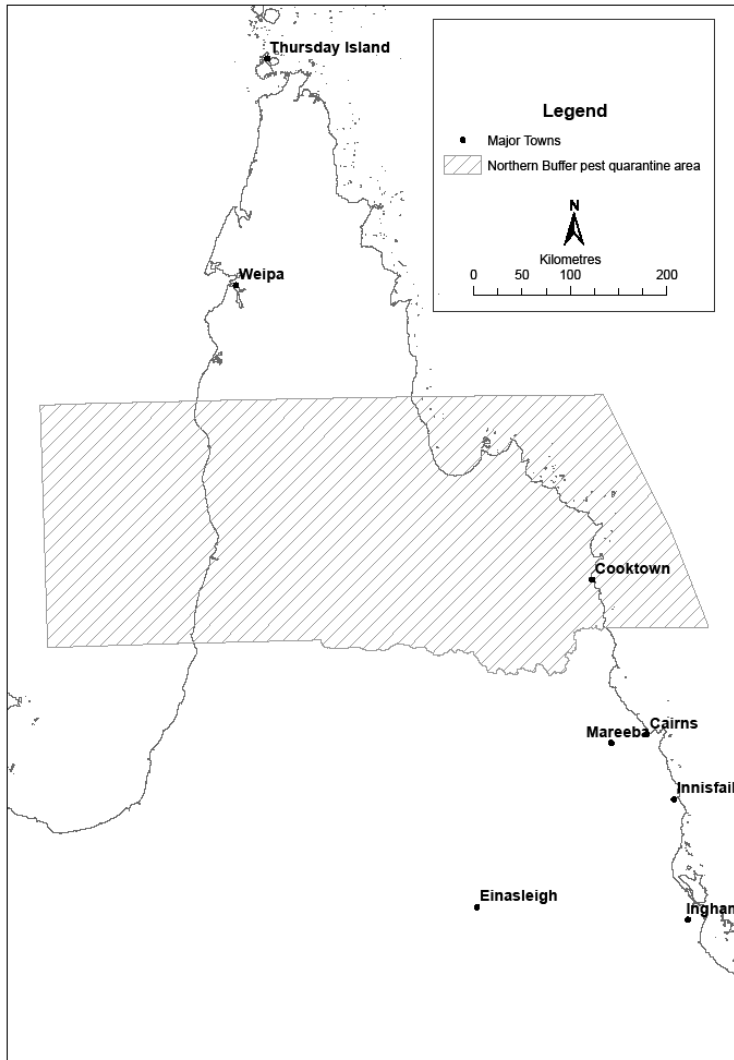 Thursday Island
Legend
Major Towns
Northern Buffer pest quarantine area
N
Kilometres
0 50 100 200
Weipa
Cooktown
Cairns
Mareeba
Innisfail
Einasleigh
Ingham